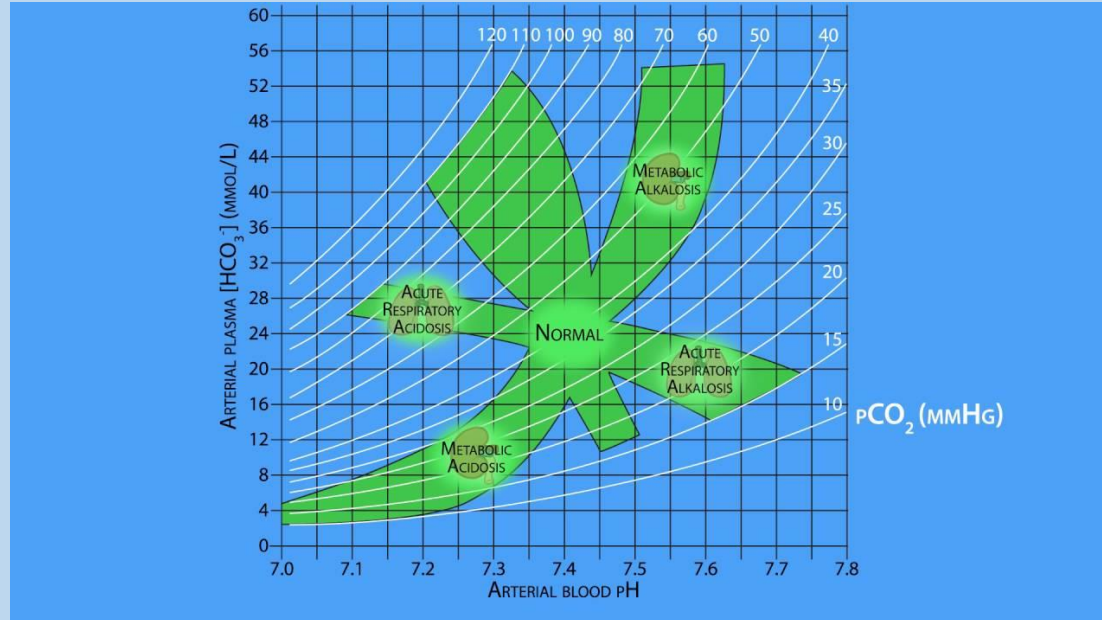 60
56
52
48
44
40
36
32
28
24
20
16
12
8
4
0
ARTERIAL PLASMA [HCO₃⁻] (MMOL/L)
120 110 100 90 80 70 60 50 40
35
30
25
20
15
10
PCO₂ (MMHG)
METABOLIC
ALKALOSIS
ACUTE
RESPIRATORY
ACIDOSIS
NORMAL
ACUTE
RESPIRATORY
ALKALOSIS
METABOLIC
ACIDOSIS
7.0 7.1 7.2 7.3 7.4 7.5 7.6 7.7 7.8
ARTERIAL BLOOD PH